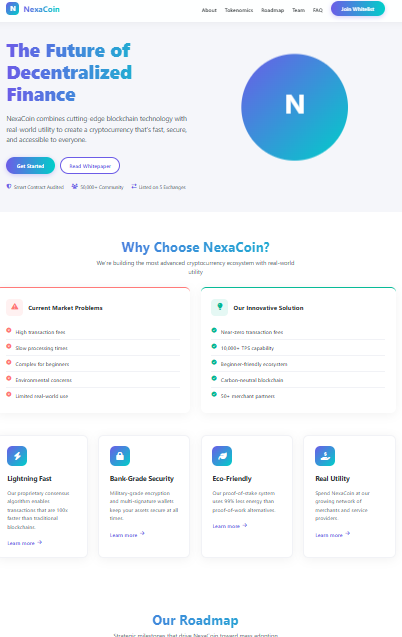 N NexaCoin
About Tokenomics Roadmap Team FAQ Join Whitelist
The Future of
Decentralized
Finance
NexaCoin combines cutting-edge blockchain technology with
real-world utility to create a cryptocurrency that's fast, secure,
and accessible to everyone.
Get Started Read Whitepaper
Smart Contract Audited 50,000+ Community Listed on 5 Exchanges
N
Why Choose NexaCoin?
We're building the most advanced cryptocurrency ecosystem with real-world
utility
Current Market Problems
High transaction fees
Slow processing times
Complex for beginners
Environmental concerns
Limited real-world use
Our Innovative Solution
Near-zero transaction fees
10,000+ TPS capability
Beginner-friendly ecosystem
Carbon-neutral blockchain
50+ merchant partners
Lightning Fast
Our proprietary consensus
algorithm enables
transactions that are 100x
faster than traditional
blockchains.
Learn more →
Bank-Grade Security
Military-grade encryption
and multi-signature wallets
keep your assets secure at all
times.
Learn more →
Eco-Friendly
Our proof-of-stake system
uses 99% less energy than
proof-of-work alternatives.
Learn more →
Real Utility
Spend NexaCoin at our
growing network of
merchants and service
providers.
Learn more →
Our Roadmap
Strategic milestones that drive NexaCoin toward mass adoption